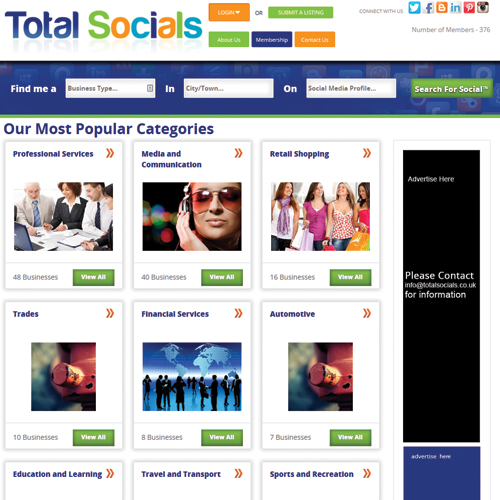 Total Socials
LOGIN
OR
SUBMIT A LISTING
CONNECT WITH US
About Us
Membership
Contact Us
Number of Members - 376
Find me a
Business Type...
In
City/Town...
On
Social Media Profile...
Search For Social™
Our Most Popular Categories
Professional Services
Media and
Communication
Retail Shopping
48 Businesses
View All
40 Businesses
View All
16 Businesses
View All
Trades
Financial Services
Automotive
10 Businesses
View All
8 Businesses
View All
7 Businesses
View All
Education and Learning
Travel and Transport
Sports and Recreation
Advertise Here
Please Contact
info@totalsocials.co.uk
for information
advertise here